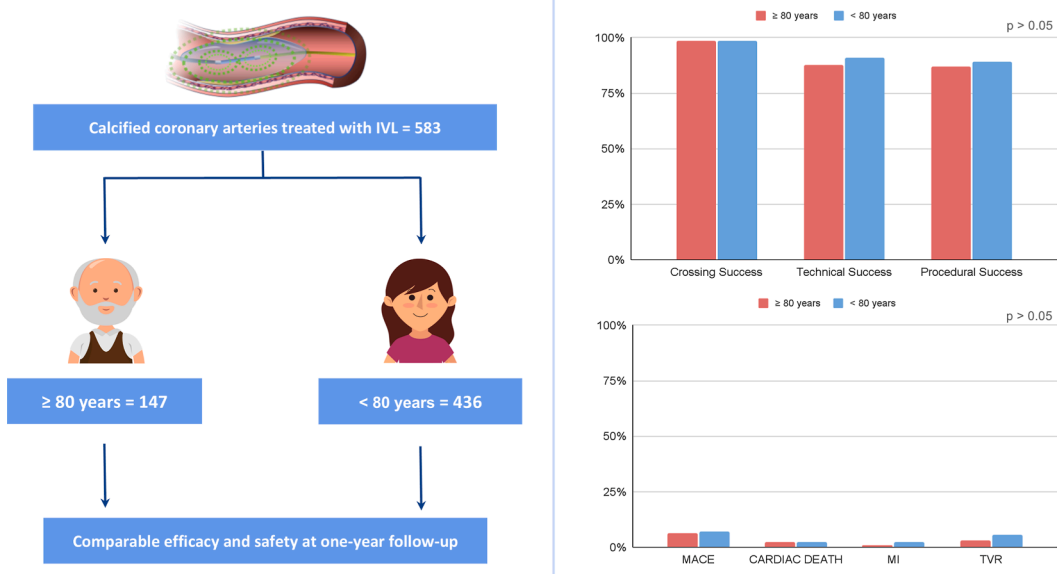 Calcified coronary arteries treated with IVL = 583
≥ 80 years = 147
< 80 years = 436
Comparable efficacy and safety at one-year follow-up
≥ 80 years
< 80 years
p > 0.05
100%
75%
50%
25%
0%
Crossing Success
Technical Success
Procedural Success
≥ 80 years
< 80 years
p > 0.05
100%
75%
50%
25%
0%
MACE
CARDIAC DEATH
MI
TVR